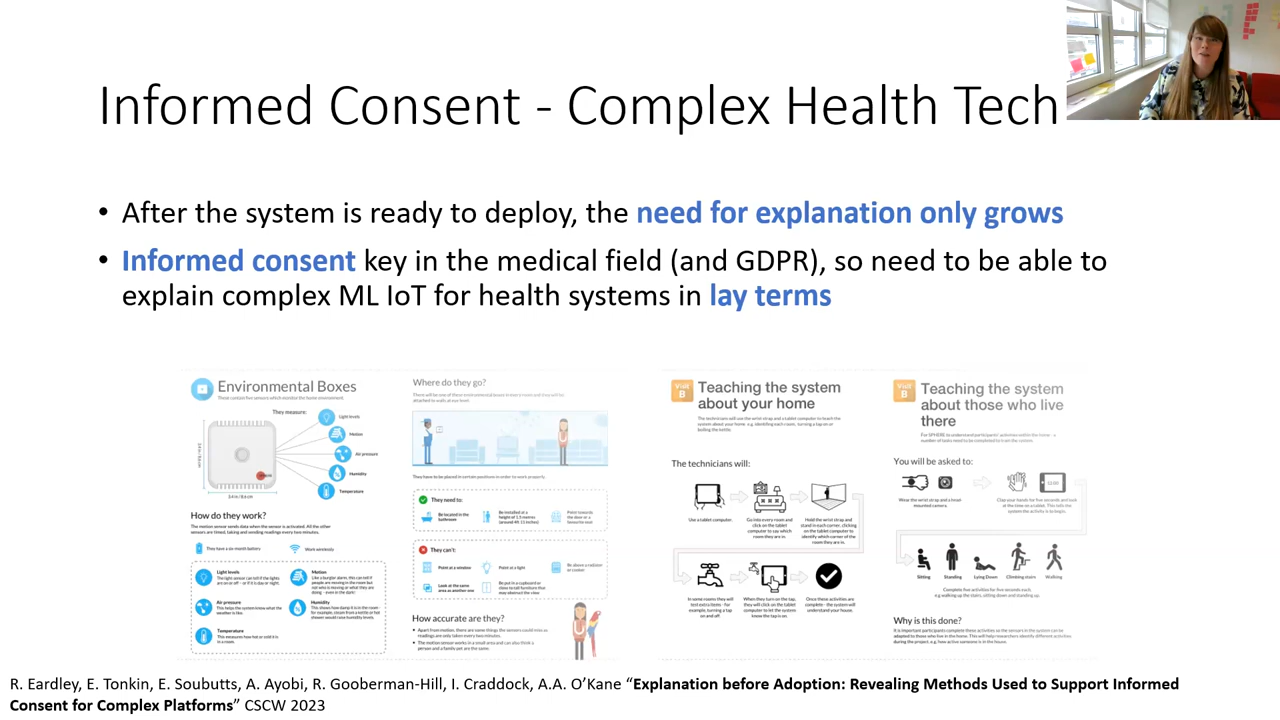 Informed Consent - Complex Health Tech
• After the system is ready to deploy, the need for explanation only grows
• Informed consent key in the medical field (and GDPR), so need to be able to
explain complex ML IoT for health systems in lay terms
Environmental Boxes
These contain five sensors which monitor the home environment.
They measure:
Light levels
Motion
Air pressure
Humidity
Temperature
3.4 in / 8.6 cm
How do they work?
The motion sensor sends data when the sensor is activated. All the other
sensors are timed, taking and sending readings every two minutes.
They have a six month battery
Work wirelessly
Light levels
The light sensor can tell if the lights
are on or off - or if it is day or night.
Motion
Like a burglar alarm, this can tell if
people are moving in the room but
not who is moving or what they are
doing - even in the dark!
Air pressure
This helps the system know what the
weather is like.
Humidity
This shows how damp it is in the room -
for example, steam from a kettle or hot
shower would raise humidity levels.
Temperature
This measures how hot or cold it is
in a room.
Where do they go?
There will be one of these environmental boxes in every room and they will be
attached to walls at eye level.
They have to be placed in certain positions in order to work properly.
They need to:
Be located in the
bathroom
Be installed at a
height of 1.5 metres
Point towards
the door or a
favourite seat
They can't:
Point at a window
Point at a light
Be above a radiator
or cooker
Look at the same
area as another one
Be put in a cupboard or
close to tall furniture that
may obstruct the view
How accurate are they?
• Apart from motion, there are some things the sensors could miss as
readings are only taken every two minutes.
• The motion sensor works in a small area and can also think a
person and a family pet are the same.
Visit
B
Teaching the system
about your home
The technicians will use the wrist strap and a tablet computer to teach the
system about your home e.g. identifying each room, turning a tap on or
boiling the kettle.
The technicians will:
Use a tablet computer.
Go into every room and
click on the tablet
computer to say which
room they are in.
Hold the wrist strap and
stand in each corner, clicking
on the tablet computer to
identify which corner of the
room they are in.
In some rooms they will
test extra items - for
example, turning a tap
on and off.
When they turn on the tap,
they will click on the tablet
computer to let the system
know the tap is on.
Once these activities are
complete - the system will
understand your house.
Visit
B
Teaching the system
about those who live
there
For SPHERE to understand participants' activities within the home - a
number of tasks need to be completed to train the system.
You will be asked to:
Wear the wrist strap and a
mounted camera.
Clap your hands for five seconds and look
at the time on a tablet. This tells the
system the activity is to begin.
Sitting
Standing
Lying Down
Climbing stairs
Walking
Complete five activities for five seconds each.
e.g walking up the stairs, sitting down and standing up.
Why is this done?
It is important participants complete these activities so the sensors in the system can be
adapted to those who live in the home. This will help researchers identify different activities
during the project, e.g. how active someone is in the house.
R. Eardley, E. Tonkin, E. Soubutts, A. Ayobi, R. Gooberman-Hill, I. Craddock, A.A. O’Kane “Explanation before Adoption: Revealing Methods Used to Support Informed
Consent for Complex Platforms” CSCW 2023